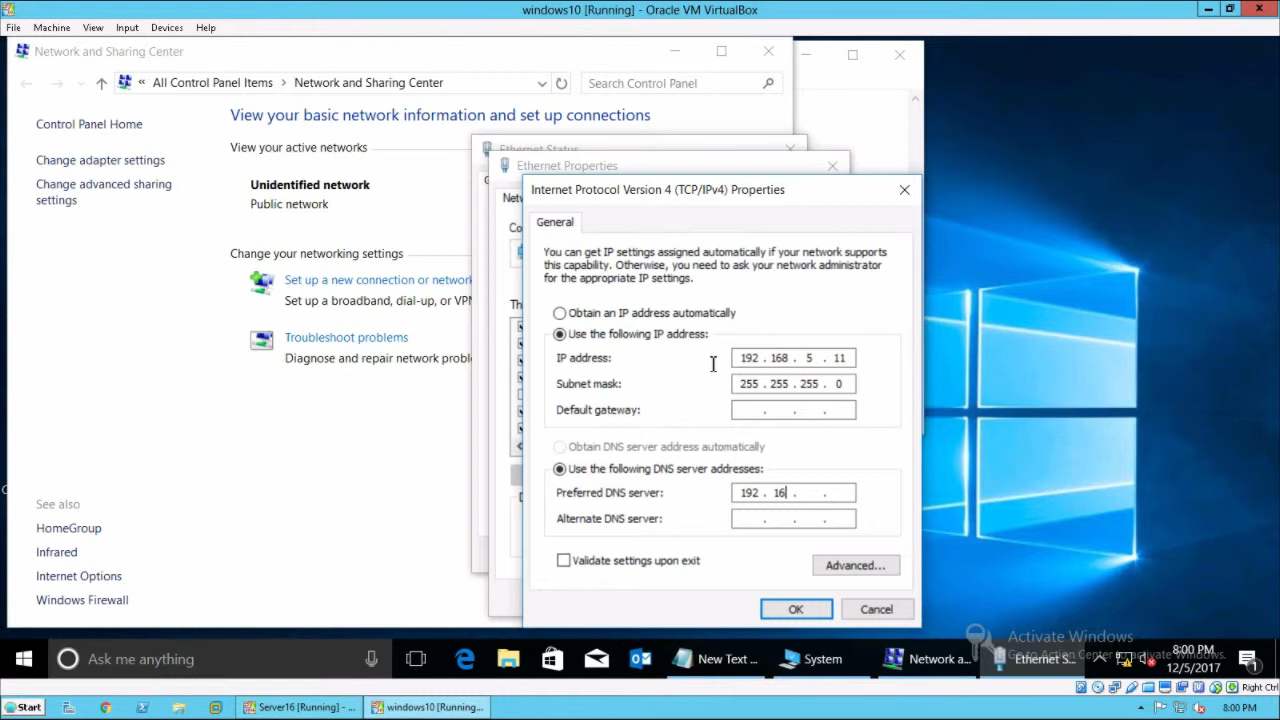 windows10 [Running] - Oracle VM VirtualBox
File Machine View Input Devices Help
Network and Sharing Center
« All Control Panel Items > Network and Sharing Center
Search Control Panel
Control Panel Home
Change adapter settings
Change advanced sharing
settings
View your basic network information and set up connections
View your active networks
Unidentified network
Public network
Change your networking settings
Set up a new connection or network
Set up a broadband, dial-up, or VPN
Troubleshoot problems
Diagnose and repair network
See also
HomeGroup
Infrared
Internet Options
Windows Firewall
Ethernet Status
Ethernet Properties
Internet Protocol Version 4 (TCP/IPv4) Properties
General
You can get IP settings assigned automatically if your network supports
this capability. Otherwise, you need to ask your network administrator
for the appropriate IP settings.
Obtain an IP address automatically
Use the following IP address:
IP address: 192 . 168 . 5 . 11
Subnet mask: 255 . 255 . 255 . 0
Default gateway: . . .
Obtain DNS server address automatically
Use the following DNS server addresses:
Preferred DNS server: 192 . 16 . .
Alternate DNS server: . . .
Validate settings upon exit
Advanced...
OK Cancel
Activate Windows
Go to Action Center to activate Windows.
Ask me anything
New Text ...
System
Network a...
Ethernet S...
8:00 PM
12/5/2017
1
Right Ctrl
Start
Server16 [Running] - ...
windows10 [Running...
8:00 PM